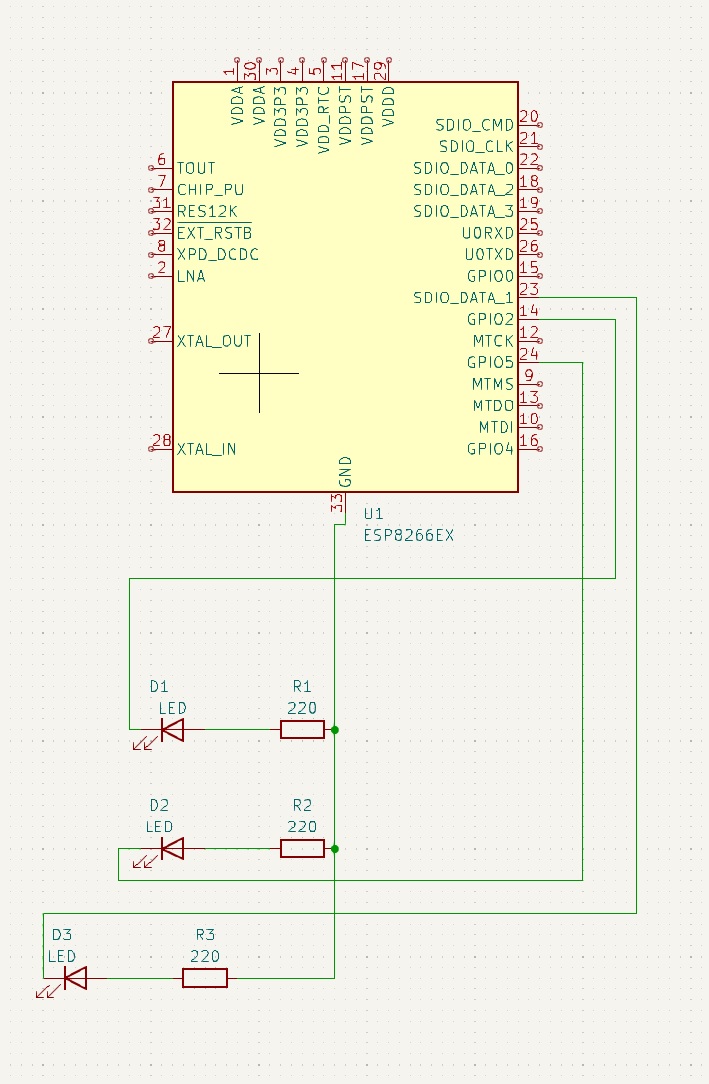 1 30 3 4 5 11 17 29
VDDA VDDA VDD3P3 VDD3P3 VDD_RTC VDDPST VDDPST VDDD
SDIO_CMD 20
SDIO_CLK 21
6 TOUT SDIO_DATA_0 22
7 CHIP_PU SDIO_DATA_2 18
31 RES12K SDIO_DATA_3 19
32 EXT_RSTB U0RXD 25
8 XPD_DCDC U0TXD 26
2 LNA GPIO0 15
SDIO_DATA_1 23
GPIO2 14
27 XTAL_OUT MTCK 12
GPIO5 24
MTMS 9
MTDO 13
MTDI 10
28 XTAL_IN GPIO4 16
GND
33
U1
ESP8266EX
D1 R1
LED 220
D2 R2
LED 220
D3 R3
LED 220